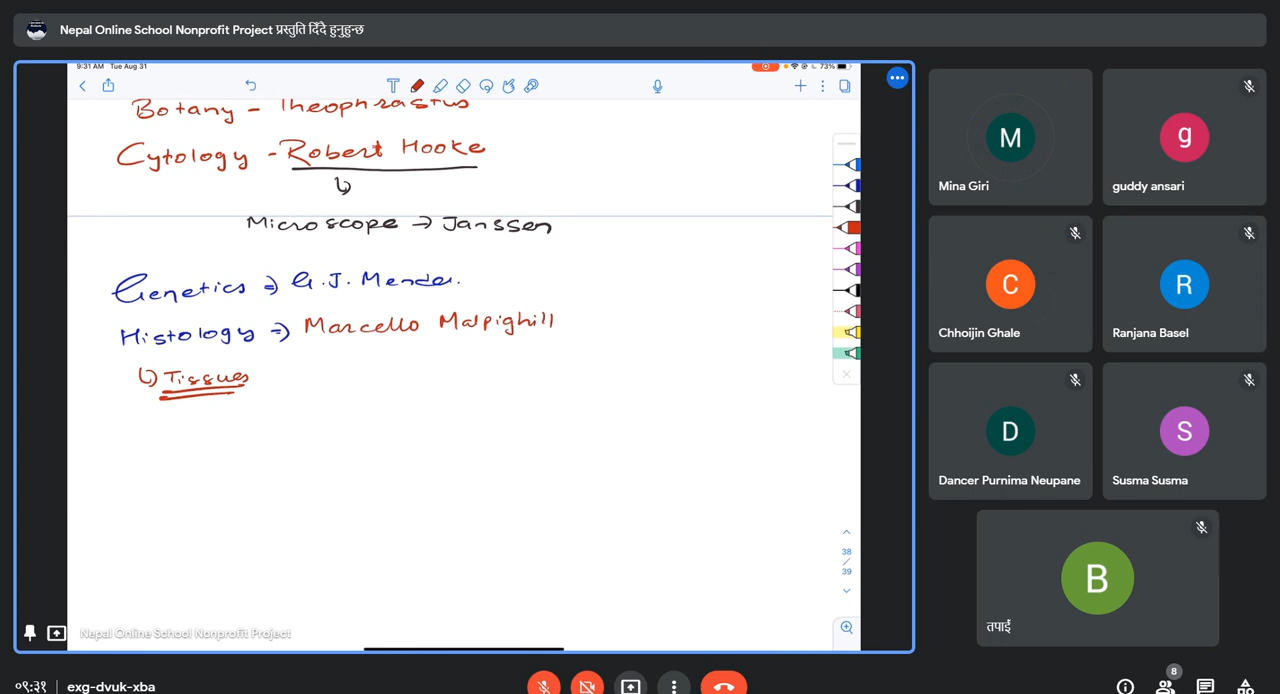 Nepal Online School Nonprofit Project प्रस्तुति दिँदै हुनुहुन्छ
9:31 AM Tue Aug 31
73%
Botany - Theophrastus
Cytology - Robert Hooke
Microscope → Janssen
Genetics ⇒ G.J. Mendel.
Histology ⇒ Marcello Malpighill
↳ Tissues
38
/
39
Nepal Online School Nonprofit Project
M
Mina Giri
g
guddy ansari
C
Chhoijin Ghale
R
Ranjana Basel
D
Dancer Purnima Neupane
S
Susma Susma
B
तपाईं
०९:३१ | exg-dvuk-xba
8